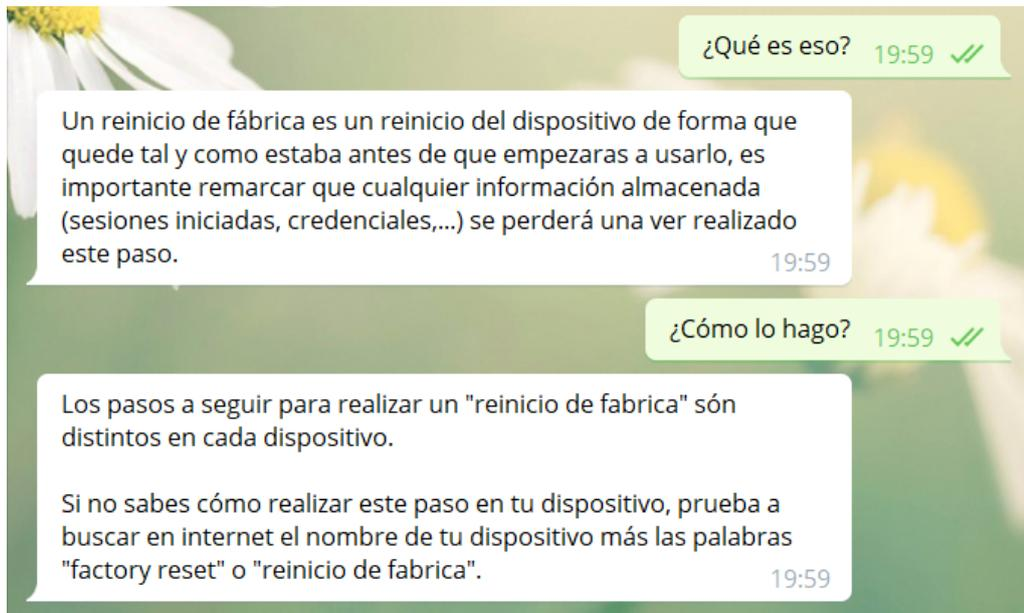 ¿Qué es eso? 19:59
Un reinicio de fábrica es un reinicio del dispositivo de forma que
quede tal y como estaba antes de que empezaras a usarlo, es
importante remarcar que cualquier información almacenada
(sesiones iniciadas, credenciales,...) se perderá una ver realizado
este paso.
19:59
¿Cómo lo hago? 19:59
Los pasos a seguir para realizar un "reinicio de fabrica" són
distintos en cada dispositivo.
Si no sabes cómo realizar este paso en tu dispositivo, prueba a
buscar en internet el nombre de tu dispositivo más las palabras
"factory reset" o "reinicio de fabrica".
19:59